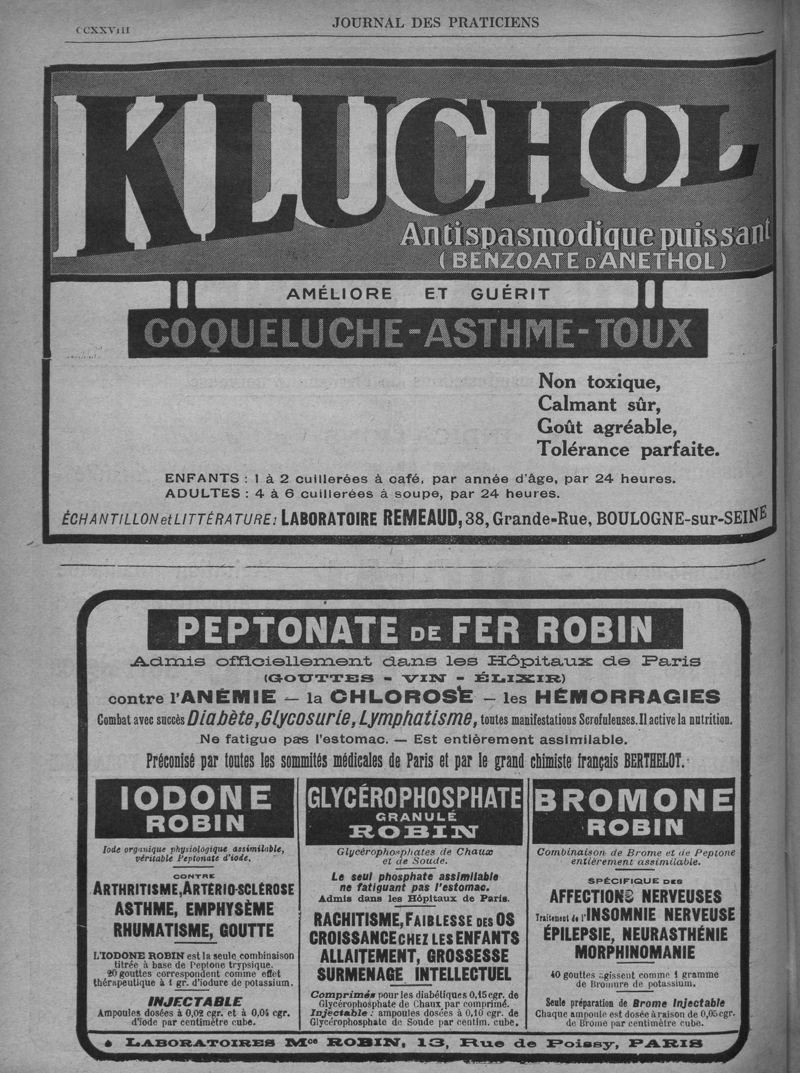 CCXXVIII
JOURNAL DES PRATICIENS
KLUCHOL
Antispasmodique puissant
(BENZOATE D'ANETHOL)
AMÉLIORE ET GUÉRIT
COQUELUCHE-ASTHME-TOUX
Non toxique,
Calmant sûr,
Goût agréable,
Tolérance parfaite.
ENFANTS : 1 à 2 cuillerées à café, par année d'âge, par 24 heures.
ADULTES : 4 à 6 cuillerées à soupe, par 24 heures.
ÉCHANTILLON et LITTÉRATURE: LABORATOIRE REMEAUD, 38, Grande-Rue, BOULOGNE-sur-SEINE
PEPTONATE DE FER ROBIN
Admis officiellement dans les Hôpitaux de Paris
(GOUTTES - VIN - ÉLIXIR)
contre l'ANÉMIE — la CHLOROSE — les HÉMORRAGIES
Combat avec succès Diabète, Glycosurie, Lymphatisme, toutes manifestations Scrofuleuses. Il active la nutrition.
Ne fatigue pas l'estomac. — Est entièrement assimilable.
Préconisé par toutes les sommités médicales de Paris et par le grand chimiste français BERTHELOT.
IODONE
ROBIN
Iode organique physiologique assimilable,
véritable Peptonate d'iode,
CONTRE
ARTHRITISME, ARTÉRIO-SCLÉROSE
ASTHME, EMPHYSÈME
RHUMATISME, GOUTTE
L'IODONE ROBIN est la seule combinaison
titrée à base de Peptone trypsique.
20 gouttes correspondent comme effet
thérapeutique à 1 gr. d'iodure de potassium.
INJECTABLE
Ampoules dosées à 0,02 cgr. et à 0,04 cgr.
d'iode par centimètre cube.
GLYCÉROPHOSPHATE
GRANULÉ
ROBIN
Glycérophosphates de Chaux
et de Soude.
Le seul phosphate assimilable
ne fatiguant pas l'estomac.
Admis dans les Hôpitaux de Paris.
RACHITISME, FAIBLESSE DES OS
CROISSANCE CHEZ LES ENFANTS
ALLAITEMENT, GROSSESSE
SURMENAGE INTELLECTUEL
Comprimés pour les diabétiques 0,15 cgr. de
Glycérophosphate de Chaux, par comprimé.
Injectable : ampoules dosées à 0,10 cgr. de
Glycérophosphate de Soude par centim. cube.
BROMONE
ROBIN
Combinaison de Brome et de Peptone
entièrement assimilable.
SPÉCIFIQUE DES
AFFECTIONS NERVEUSES
Traitement de l'INSOMNIE NERVEUSE
ÉPILEPSIE, NEURASTHÉNIE
MORPHINOMANIE
40 gouttes agissent comme 1 gramme
de Bromure de potassium.
Seule préparation de Brome Injectable
Chaque ampoule est dosée à raison de 0,05 cgr.
de Brome par centimètre cube.
LABORATOIRES Mce ROBIN, 13, Rue de Poissy, PARIS